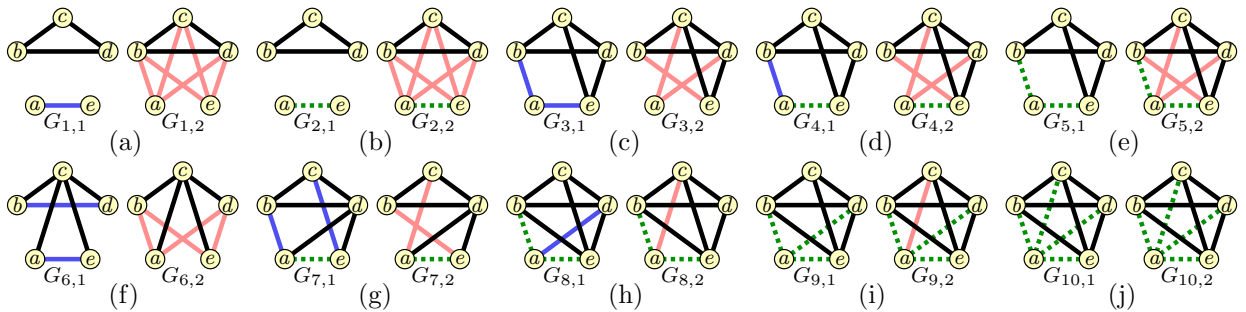 c c c c c c c c c c
b d b d b d b d b d b d b d b d b d b d
a e a e a e a e a e a e a e a e a e a e
G1,1 G1,2 G2,1 G2,2 G3,1 G3,2 G4,1 G4,2 G5,1 G5,2
(a) (b) (c) (d) (e)
c c c c c c c c c c
b d b d b d b d b d b d b d b d b d b d
a e a e a e a e a e a e a e a e a e a e
G6,1 G6,2 G7,1 G7,2 G8,1 G8,2 G9,1 G9,2 G10,1 G10,2
(f) (g) (h) (i) (j)